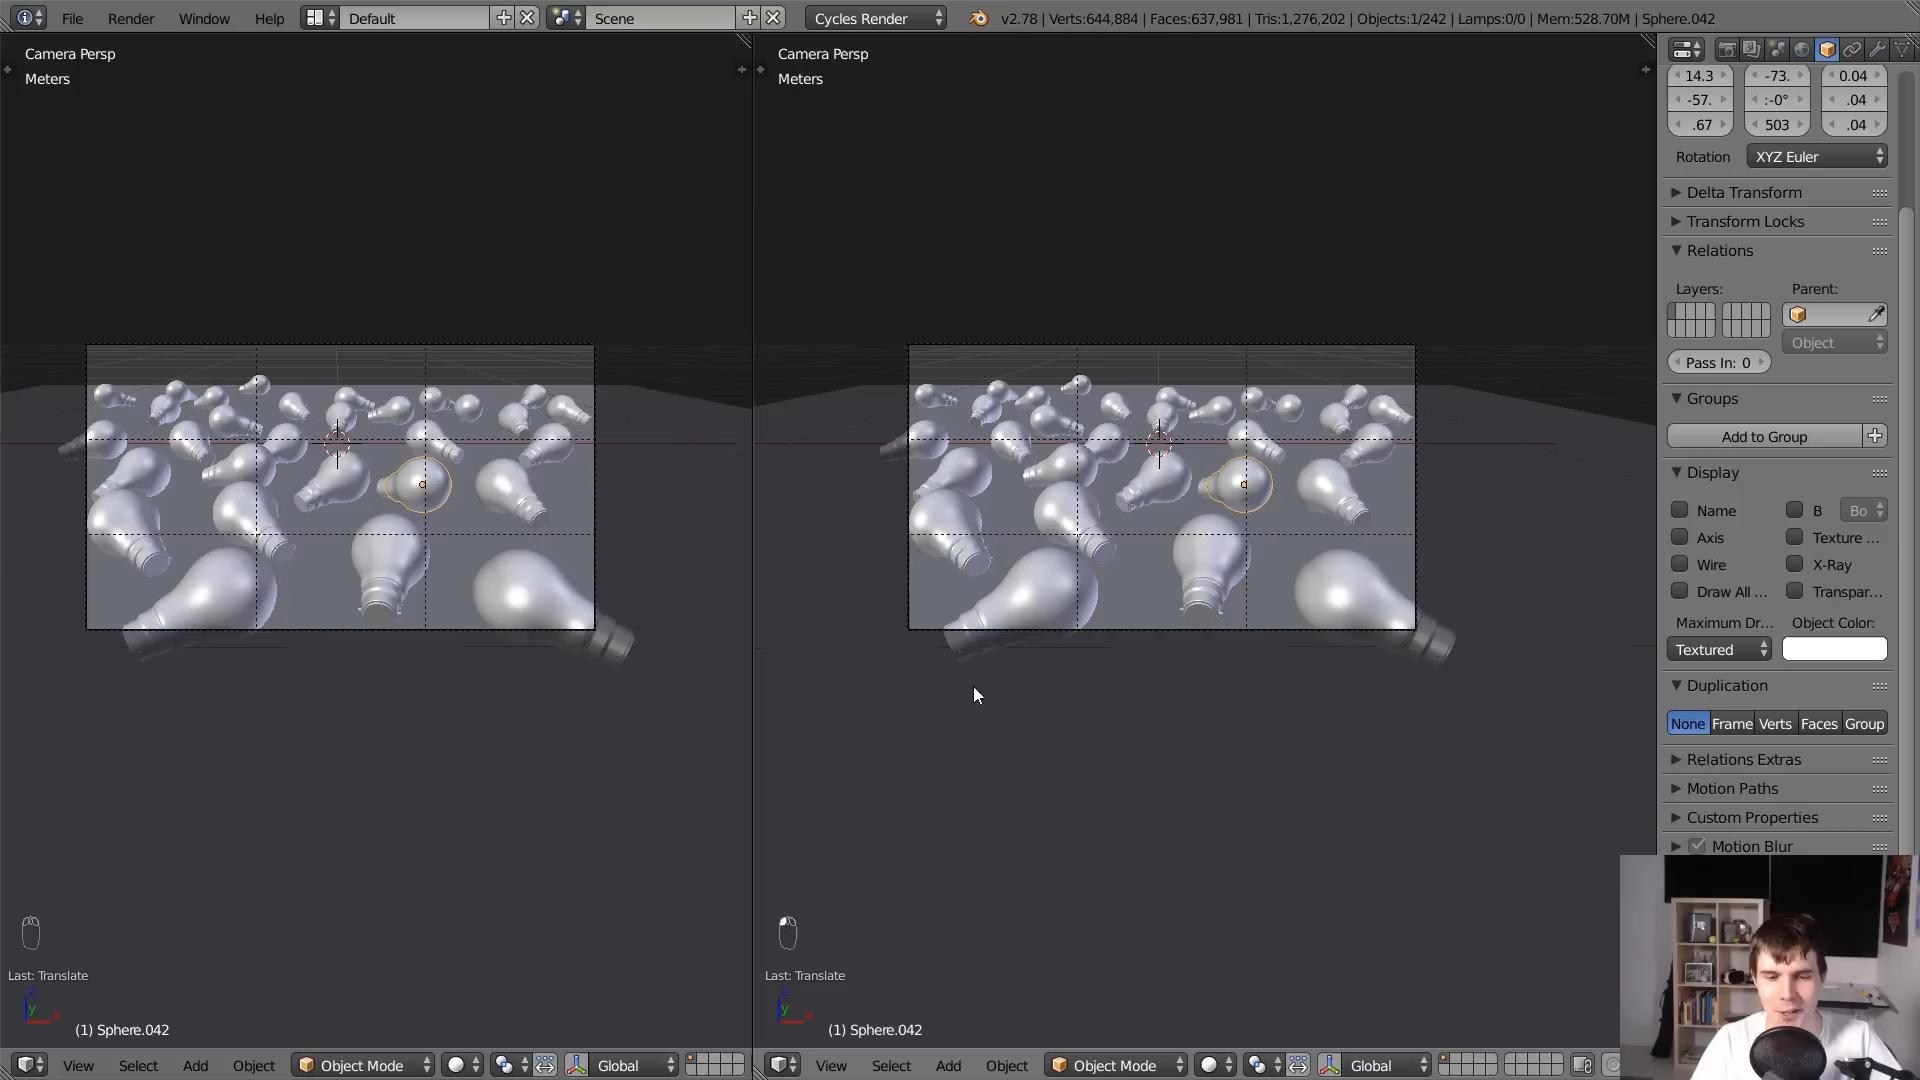 File Render Window Help Default Scene Cycles Render v2.78 | Verts:644,884 | Faces:637,981 | Tris:1,276,202 | Objects:1/242 | Lamps:0/0 | Mem:528.70M | Sphere.042
Camera Persp
Meters
Camera Persp
Meters
14.3 -73. 0.04
-57. :-0° .04
.67 503 .04
Rotation XYZ Euler
Delta Transform
Transform Locks
Relations
Layers: Parent:
Object
Pass In: 0
Groups
Add to Group
Display
Name B Bo
Axis Texture ...
Wire X-Ray
Draw All ... Transpar...
Maximum Dr... Object Color:
Textured
Duplication
None Frame Verts Faces Group
Relations Extras
Motion Paths
Custom Properties
Motion Blur
Last: Translate
z
y x
(1) Sphere.042
Last: Translate
z
y x
(1) Sphere.042
View Select Add Object Object Mode Global
View Select Add Object Object Mode Global